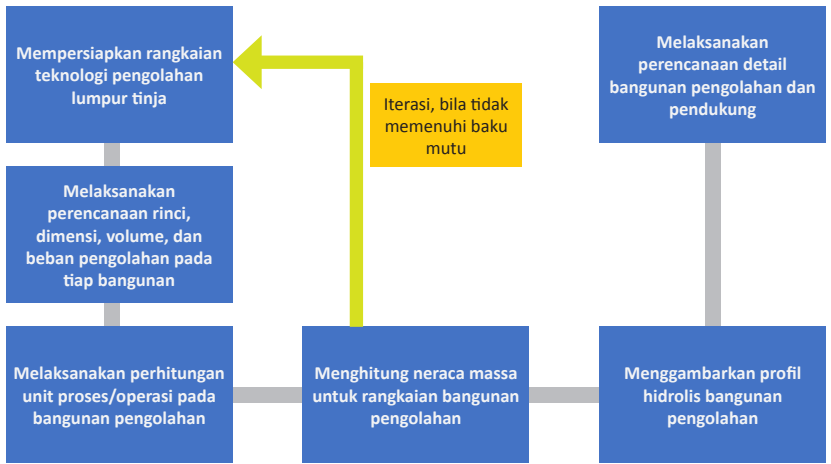 Mempersiapkan rangkaian
teknologi pengolahan
lumpur tinja
Melaksanakan
perencanaan rinci,
dimensi, volume, dan
beban pengolahan pada
tiap bangunan
Melaksanakan perhitungan
unit proses/operasi pada
bangunan pengolahan
Menghitung neraca massa
untuk rangkaian bangunan
pengolahan
Iterasi, bila tidak
memenuhi baku
mutu
Menggambarkan profil
hidrolis bangunan
pengolahan
Melaksanakan
perencanaan detail
bangunan pengolahan dan
pendukung